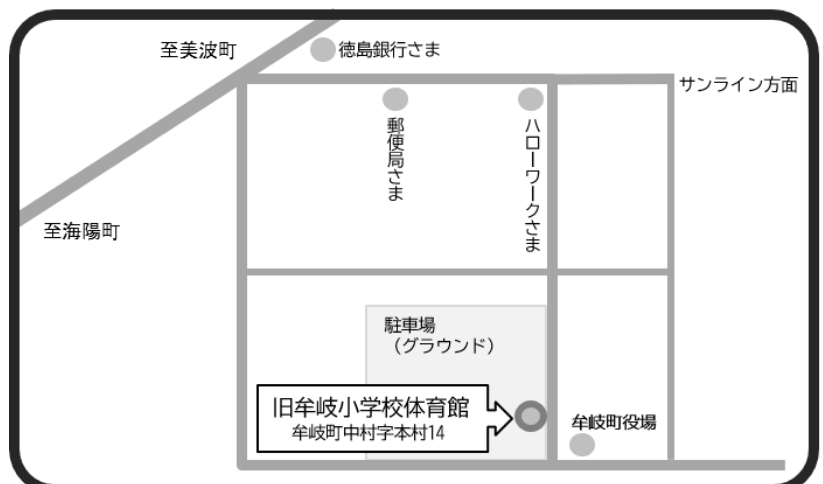 至美波町
徳島銀行さま
サンライン方面
郵便局さま
ハローワークさま
至海陽町
駐車場
（グラウンド）
旧牟岐小学校体育館
牟岐町中村字本村14
牟岐町役場